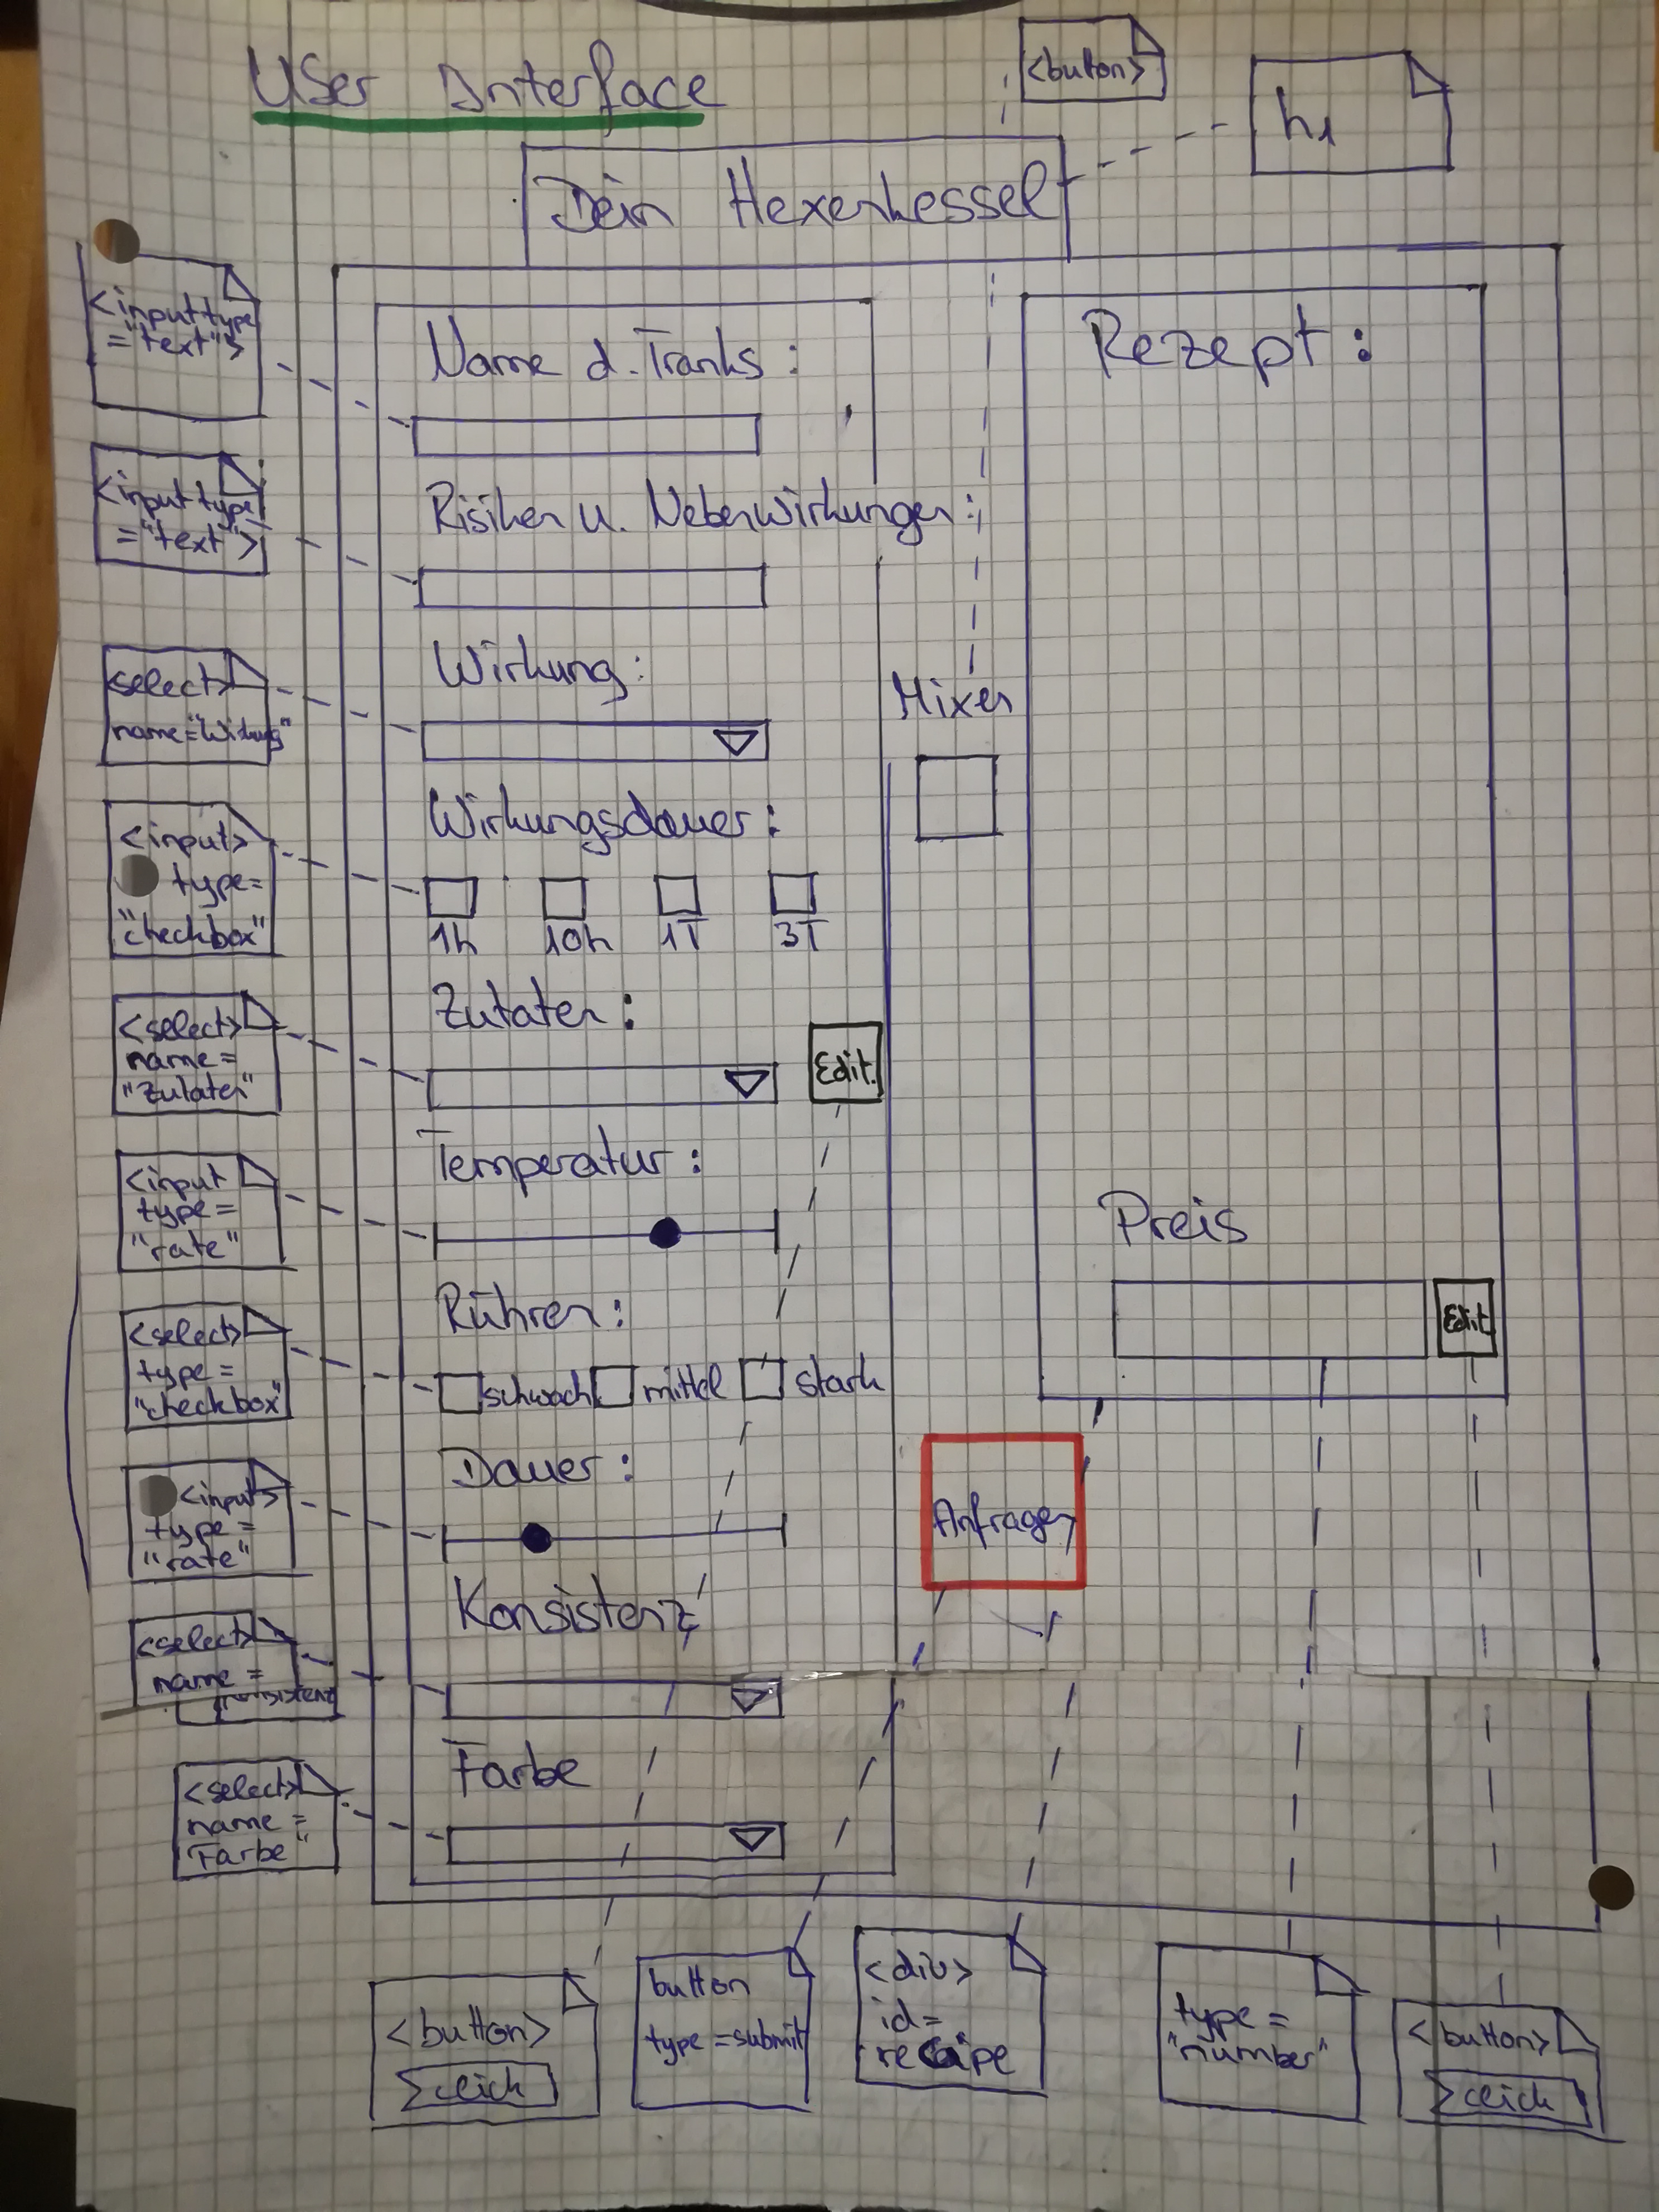 User Interface
<button>
h1
Dein Hexenkessel
<input type
="text">
Name d. Tranks:
Rezept:
<input type
="text">
Risiken u. Nebenwirkungen:
<select>
name="Wirkung"
Wirkung:
Mixen
<input>
type=
"checkbox"
Wirkungsdauer:
1h 10h 1T 3T
<select>
name=
"Zutaten"
Zutaten:
Edit
<input
type=
"rate"
Temperatur:
Preis
Edit
<select>
type=
"checkbox"
Rühren:
schwach mittel stark
<input>
type=
"rate"
Dauer:
Anfragen
<select>
name=
Konsistenz
Konsistenz
<select>
name=
Farbe"
Farbe
<button>
click
button
type=submit
<div>
id=
recipe
type=
"number"
<button>
click